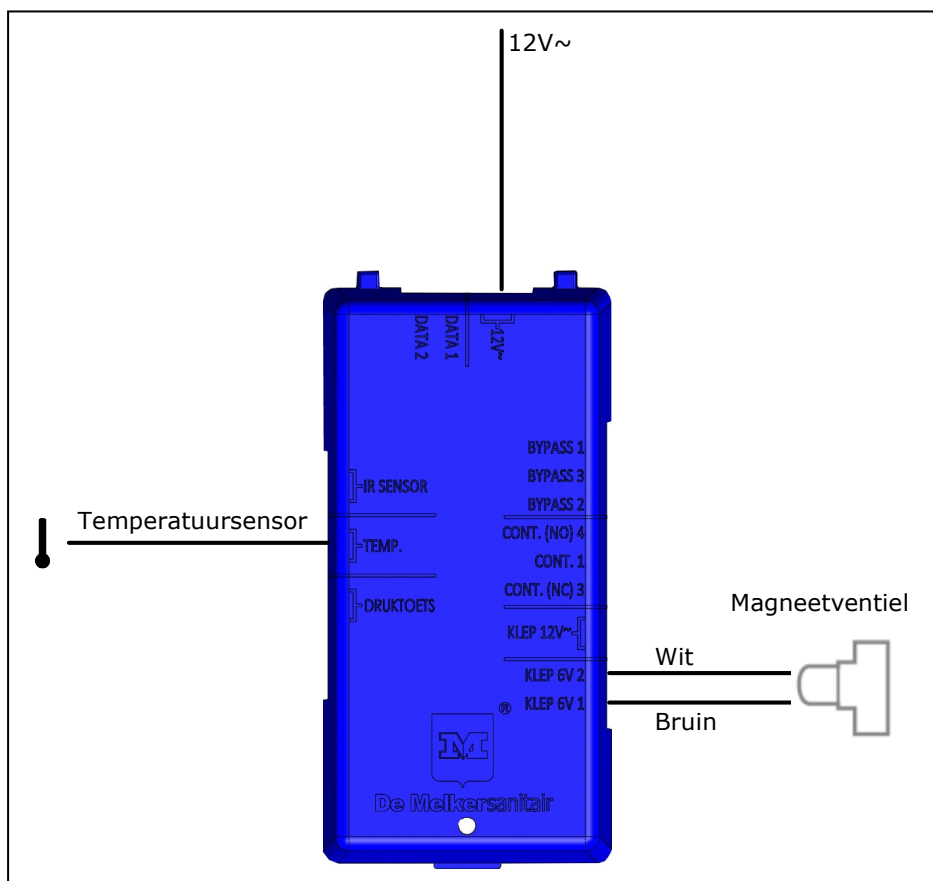 12V~
DATA 2
DATA 1
12V~
BYPASS 1
IR SENSOR
BYPASS 3
BYPASS 2
Temperatuursensor
TEMP.
CONT. (NO) 4
CONT. 1
DRUKTOETS
CONT. (NC) 3
Magneetventiel
KLEP 12V~
Wit
KLEP 6V 2
KLEP 6V 1
®
Bruin
M
De Melkersanitair